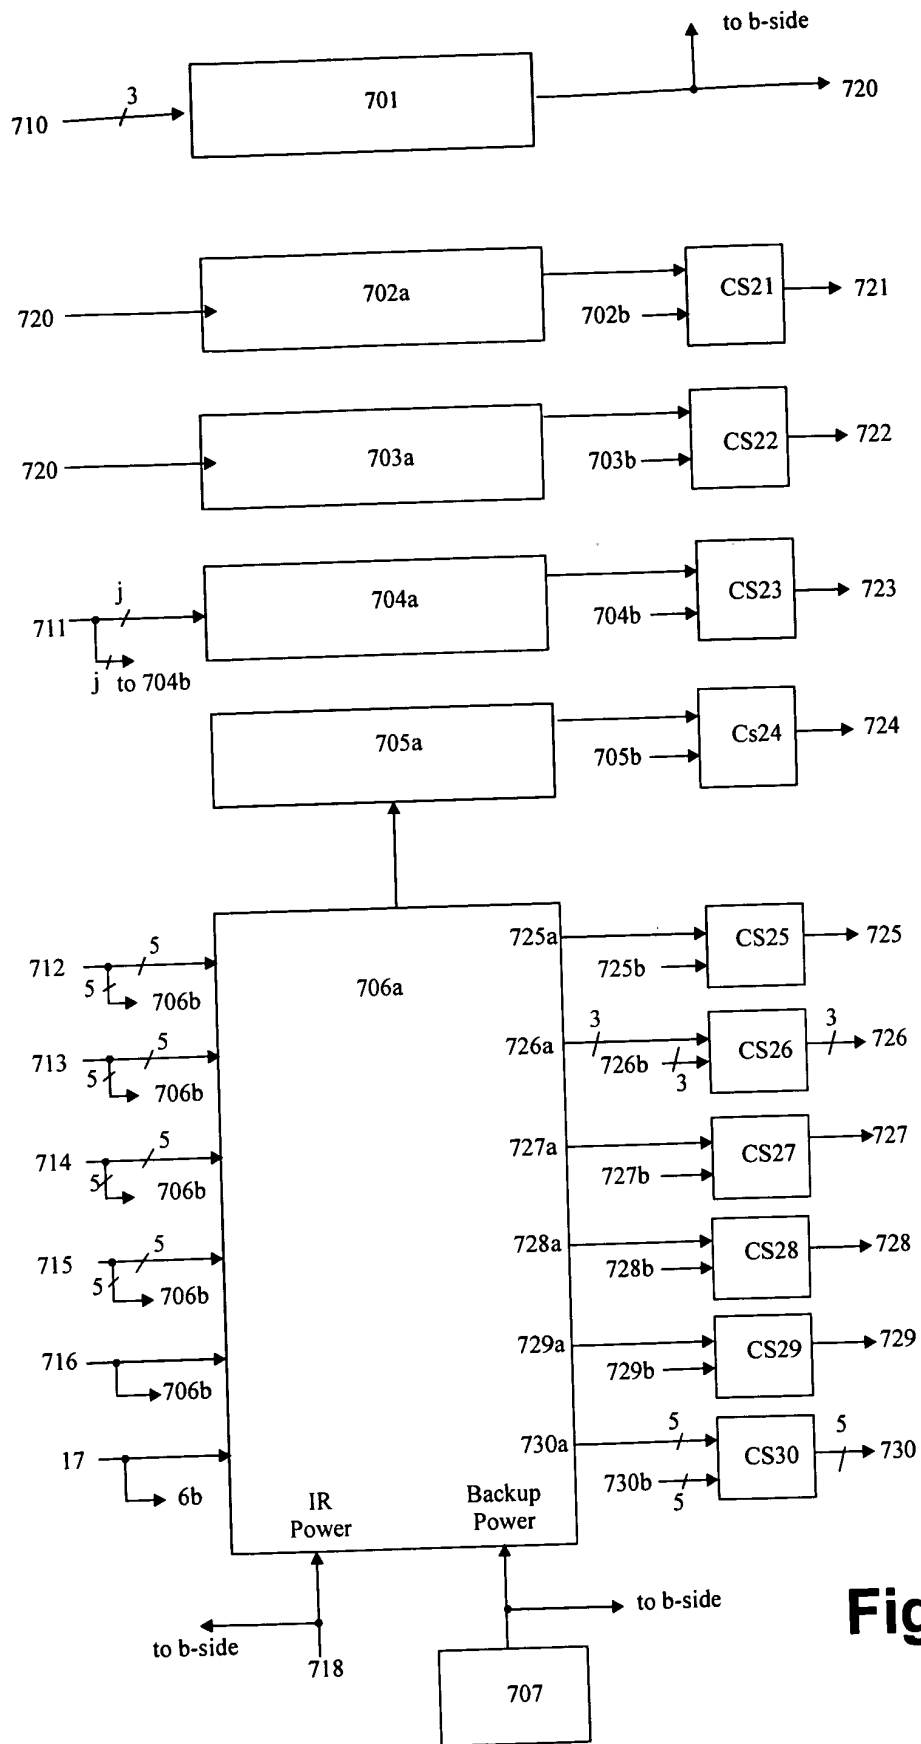 to b-side
3
710
701
720
702a
CS21
721
720
702b
703a
CS22
722
720
703b
j
704a
CS23
723
711
704b
j to 704b
705a
Cs24
724
705b
725a
CS25
725
712
5
5
706b
706a
725b
726a
3
3
726
CS26
726b
3
713
5
5
706b
727a
727
CS27
727b
714
5
5
706b
728a
728
CS28
728b
715
5
5
706b
729a
729
CS29
729b
716
706b
730a
5
5
730
CS30
730b
5
17
6b
IR
Power
Backup
Power
to b-side
to b-side
718
707
Fig